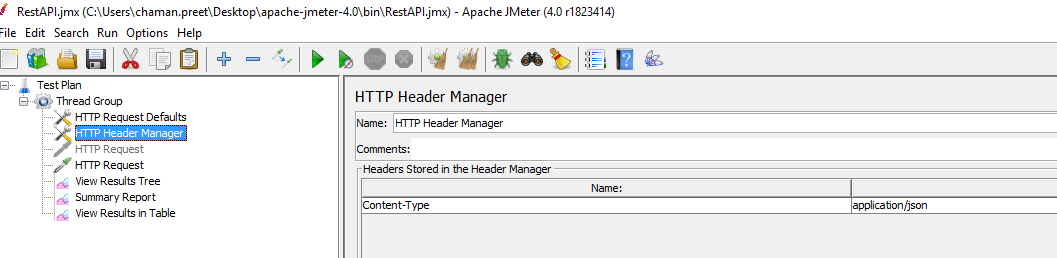 RestAPI.jmx (C:\Users\chaman.preet\Desktop\apache-jmeter-4.0\bin\RestAPI.jmx) - Apache JMeter (4.0 r1823414)
File Edit Search Run Options Help
Test Plan
Thread Group
HTTP Request Defaults
HTTP Header Manager
HTTP Request
HTTP Request
View Results Tree
Summary Report
View Results in Table
HTTP Header Manager
Name: HTTP Header Manager
Comments:
Headers Stored in the Header Manager
Name:
Content-Type application/json